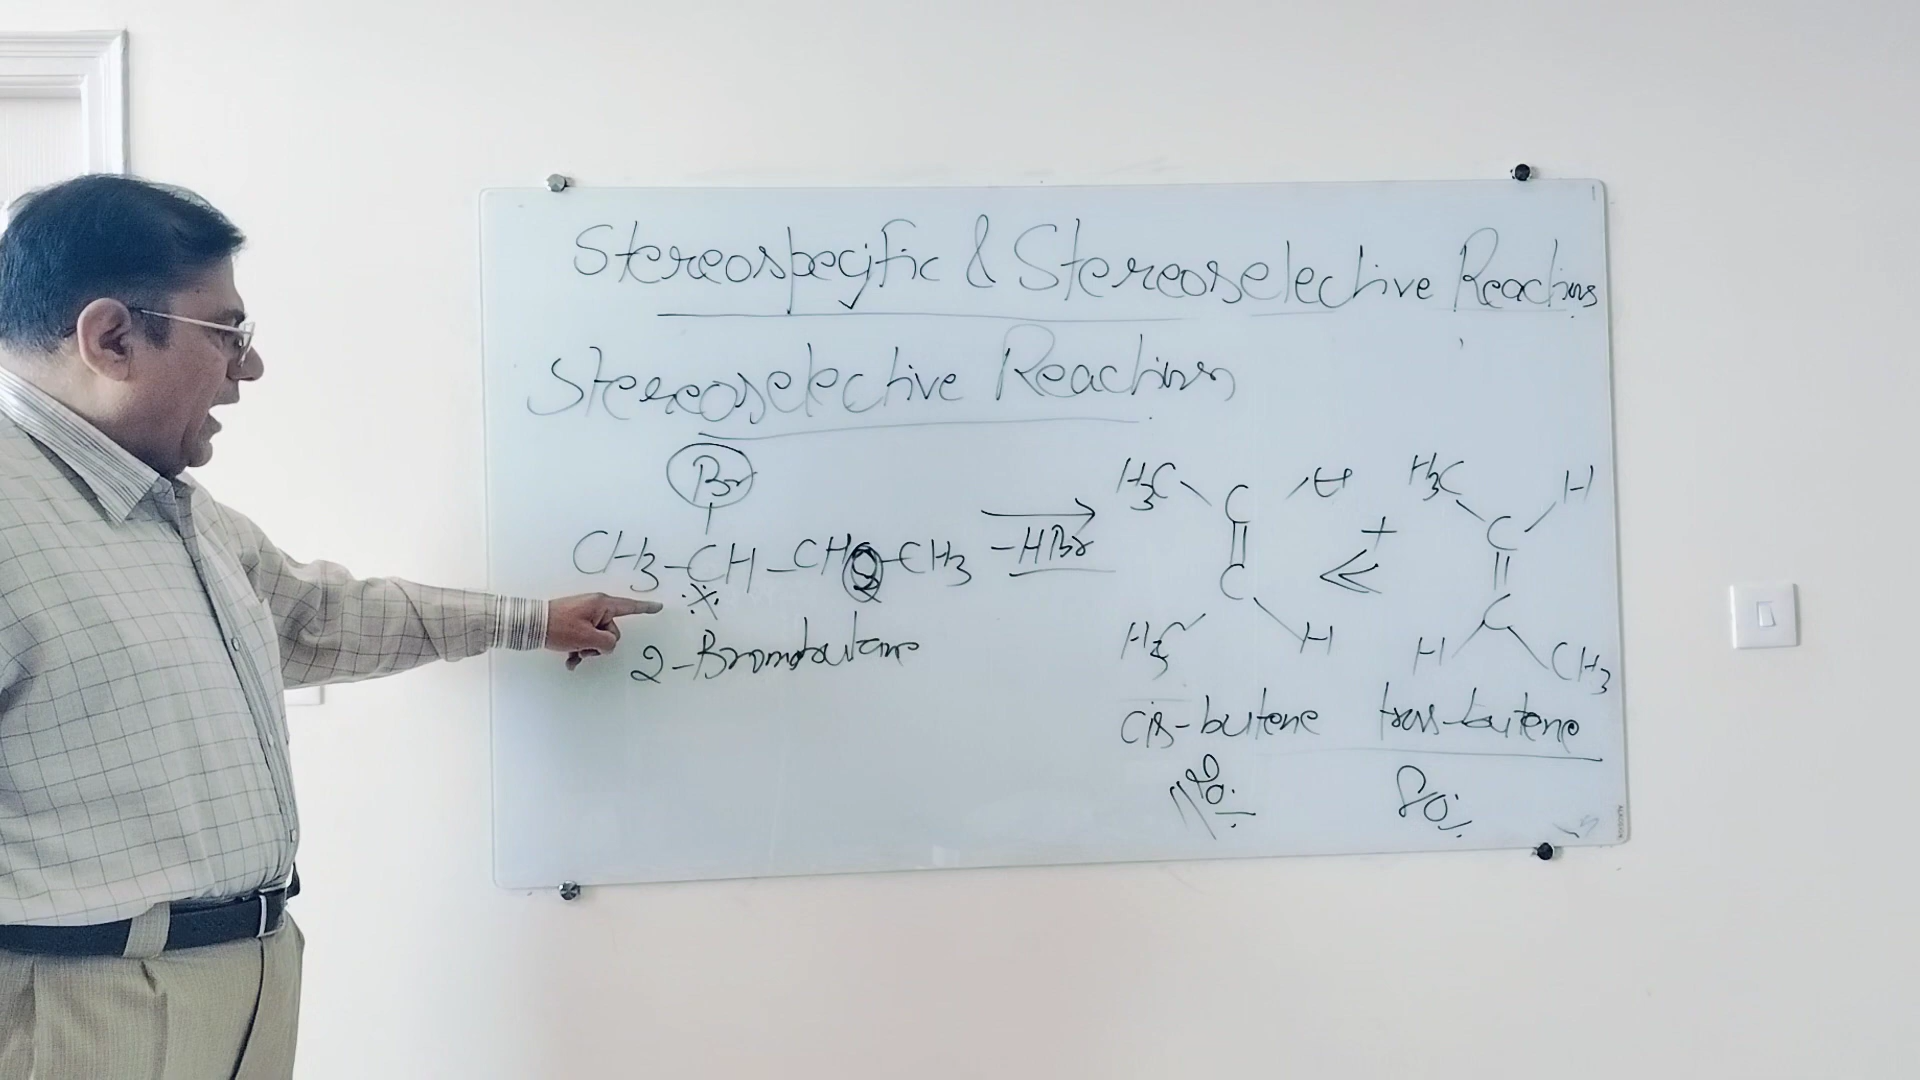 Stereospecific & Stereoselective Reactions
Stereoselective Reactions
Br
CH3-CH-CH2-CH3
-HBr
2-Bromobutane
H3C H
C
C
H3C H
+
H3C H
C
C
H CH3
cis-butene trans-butene
80%